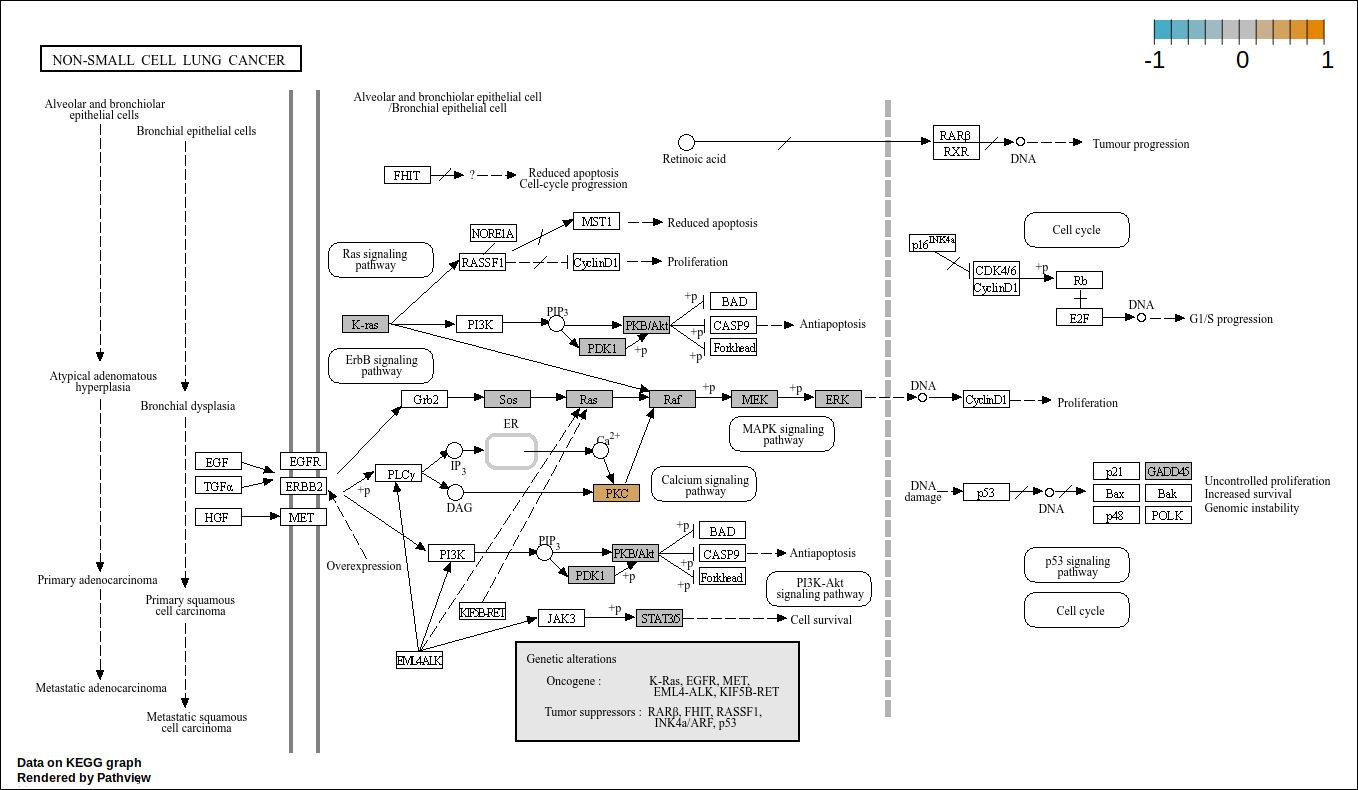 -1 0 1
NON-SMALL CELL LUNG CANCER
Alveolar and bronchiolar
epithelial cells
Bronchial epithelial cells
Alveolar and bronchiolar epithelial cell
/Bronchial epithelial cell
Retinoic acid
RARβ
RXR
DNA
Tumour progression
FHIT
?
Reduced apoptosis
Cell-cycle progression
NORE1A
MST1
Reduced apoptosis
Ras signaling
pathway
RASSF1
CyclinD1
Proliferation
p16INK4a
Cell cycle
CDK4/6
CyclinD1
+p
Rb
E2F
DNA
G1/S progression
K-ras
PI3K
PIP3
PKB/Akt
PDK1
+p
+p
+p
+p
BAD
CASP9
Forkhead
Antiapoptosis
ErbB signaling
pathway
Atypical adenomatous
hyperplasia
Bronchial dysplasia
Grb2
Sos
Ras
Raf
+p
MEK
+p
ERK
DNA
CyclinD1
Proliferation
MAPK signaling
pathway
ER
EGF
TGFα
HGF
EGFR
ERBB2
MET
+p
PLCγ
IP3
DAG
Ca2+
PKC
Calcium signaling
pathway
DNA
damage
p53
DNA
p21
GADD45
Bax
Bak
p48
POLK
Uncontrolled proliferation
Increased survival
Genomic instability
Overexpression
PI3K
PIP3
PKB/Akt
PDK1
+p
+p
+p
+p
BAD
CASP9
Forkhead
Antiapoptosis
PI3K-Akt
signaling pathway
p53 signaling
pathway
Cell cycle
Primary adenocarcinoma
Primary squamous
cell carcinoma
KIF5B-RET
JAK3
+p
STAT3/5
Cell survival
EML4ALK
Genetic alterations
Oncogene : K-Ras, EGFR, MET,
EML4-ALK, KIF5B-RET
Tumor suppressors : RARβ, FHIT, RASSF1,
INK4a/ARF, p53
Metastatic adenocarcinoma
Metastatic squamous
cell carcinoma
Data on KEGG graph
Rendered by Pathview